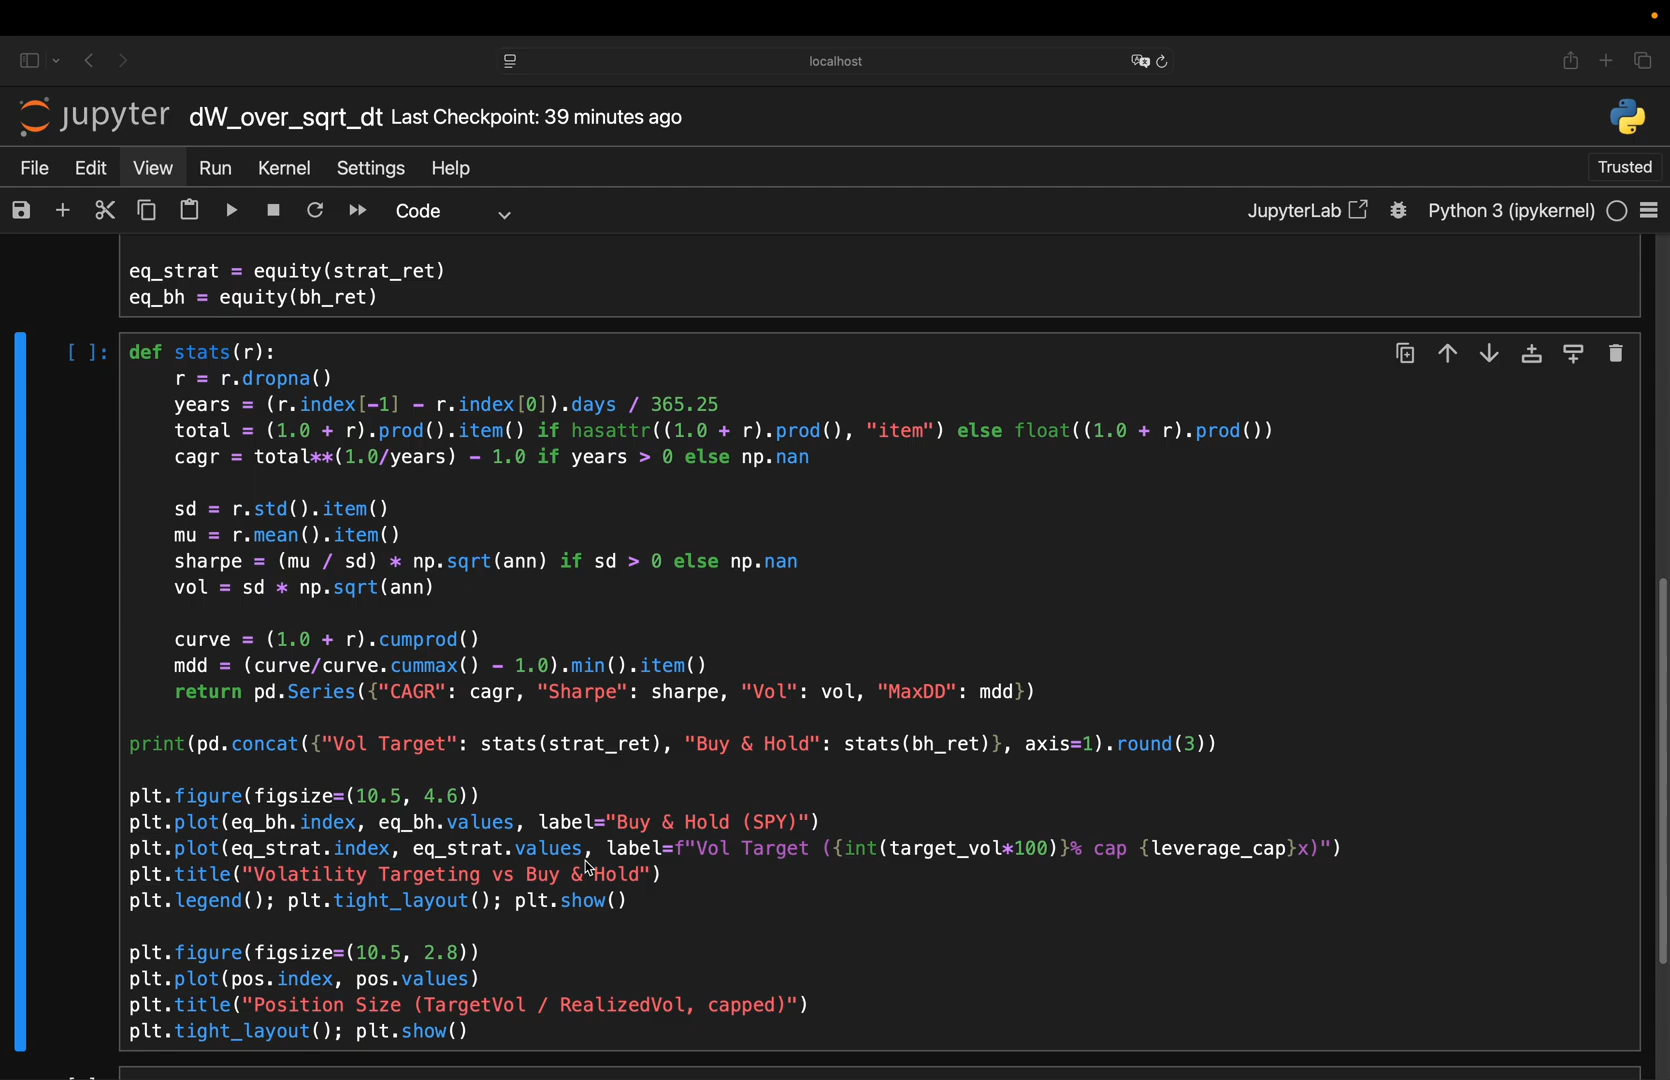 localhost
jupyter dW_over_sqrt_dt Last Checkpoint: 39 minutes ago
File Edit View Run Kernel Settings Help Trusted
Code JupyterLab Python 3 (ipykernel)
eq_strat = equity(strat_ret)
eq_bh = equity(bh_ret)
[ ]: def stats(r):
    r = r.dropna()
    years = (r.index[-1] - r.index[0]).days / 365.25
    total = (1.0 + r).prod().item() if hasattr((1.0 + r).prod(), "item") else float((1.0 + r).prod())
    cagr = total**(1.0/years) - 1.0 if years > 0 else np.nan
    sd = r.std().item()
    mu = r.mean().item()
    sharpe = (mu / sd) * np.sqrt(ann) if sd > 0 else np.nan
    vol = sd * np.sqrt(ann)
    curve = (1.0 + r).cumprod()
    mdd = (curve/curve.cummax() - 1.0).min().item()
    return pd.Series({"CAGR": cagr, "Sharpe": sharpe, "Vol": vol, "MaxDD": mdd})
print(pd.concat({"Vol Target": stats(strat_ret), "Buy & Hold": stats(bh_ret)}, axis=1).round(3))
plt.figure(figsize=(10.5, 4.6))
plt.plot(eq_bh.index, eq_bh.values, label="Buy & Hold (SPY)")
plt.plot(eq_strat.index, eq_strat.values, label=f"Vol Target ({int(target_vol*100)}% cap {leverage_cap}x)")
plt.title("Volatility Targeting vs Buy & Hold")
plt.legend(); plt.tight_layout(); plt.show()
plt.figure(figsize=(10.5, 2.8))
plt.plot(pos.index, pos.values)
plt.title("Position Size (TargetVol / RealizedVol, capped)")
plt.tight_layout(); plt.show()